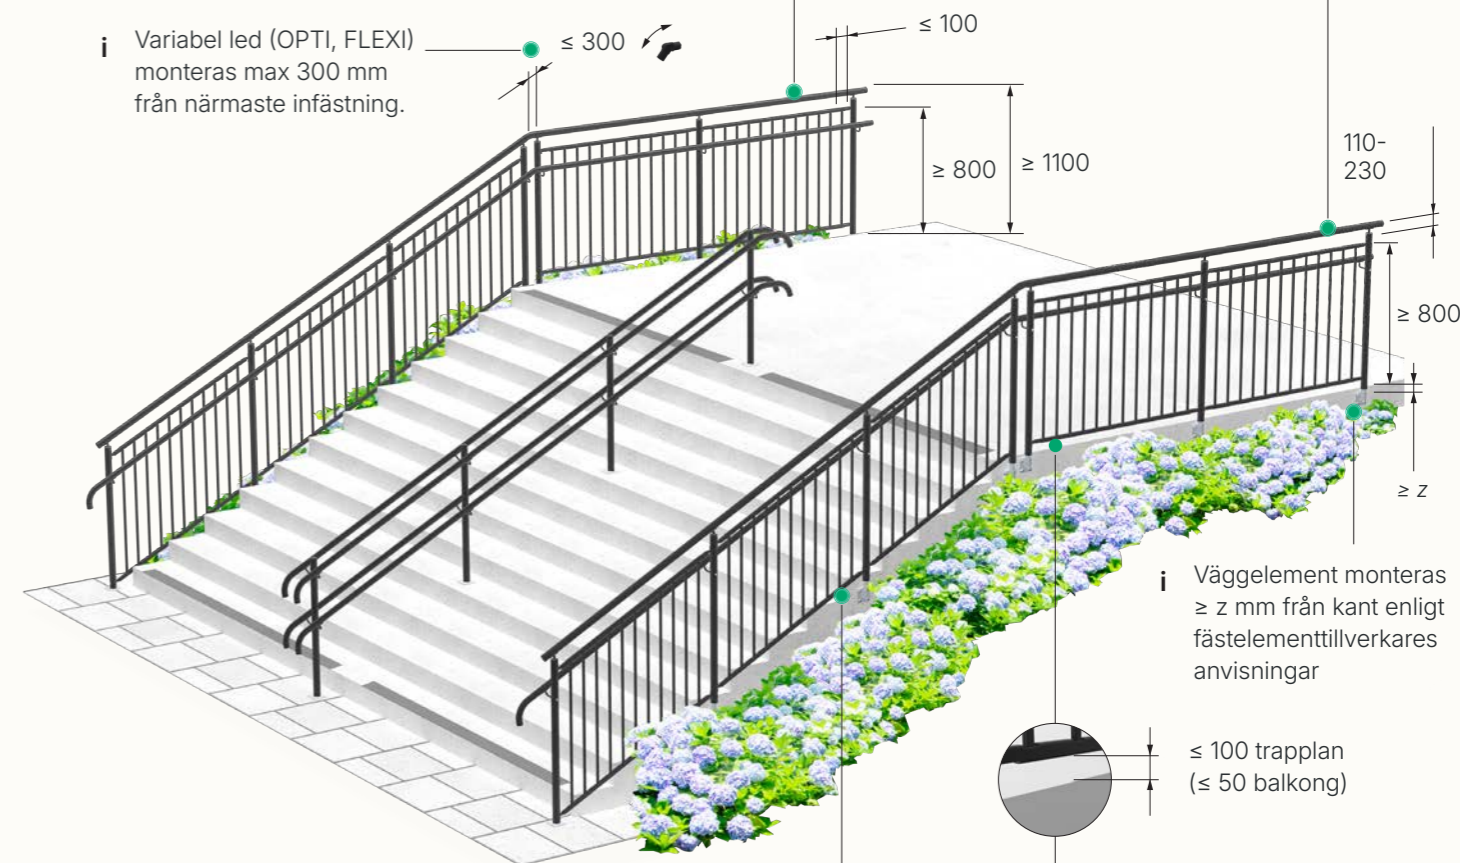 i Variabel led (OPTI, FLEXI)
monteras max 300 mm
från närmaste infästning.
≤ 300
≤ 100
≥ 800
≥ 1100
110-
230
≥ 800
≥ z
i Väggelement monteras
≥ z mm från kant enligt
fästelementtillverkares
anvisningar
≤ 100 trapplan
(≤ 50 balkong)